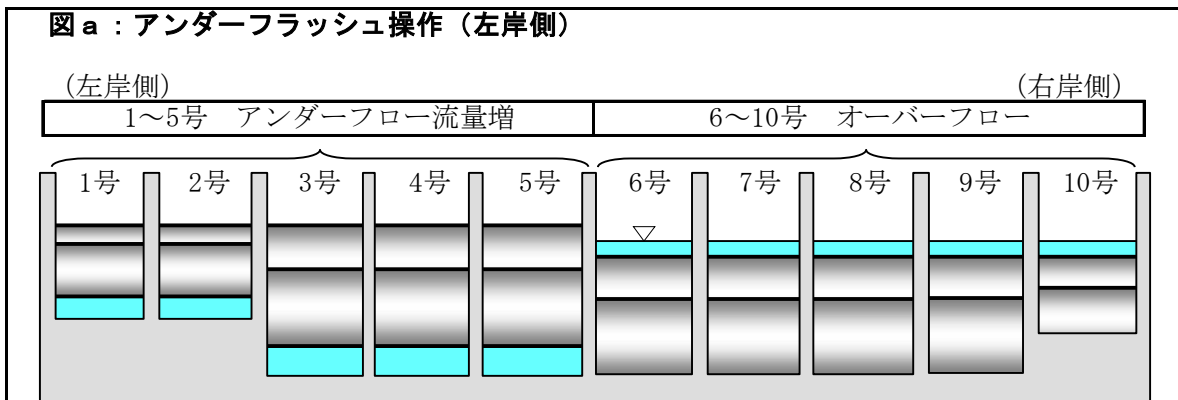 図ａ：アンダーフラッシュ操作（左岸側）
（左岸側） （右岸側）
1～5号　アンダーフロー流量増 6～10号　オーバーフロー
1号 2号 3号 4号 5号 6号 7号 8号 9号 10号